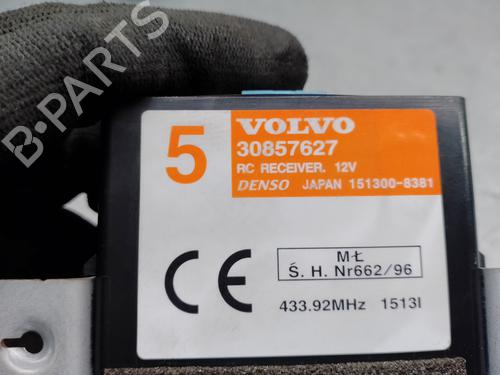 B-PARTS
5
VOLVO
30857627
RC RECEIVER. 12V
DENSO JAPAN 151300-8381
MŁ
Ś. H. Nr662/96
CE
433.92MHz 1513I